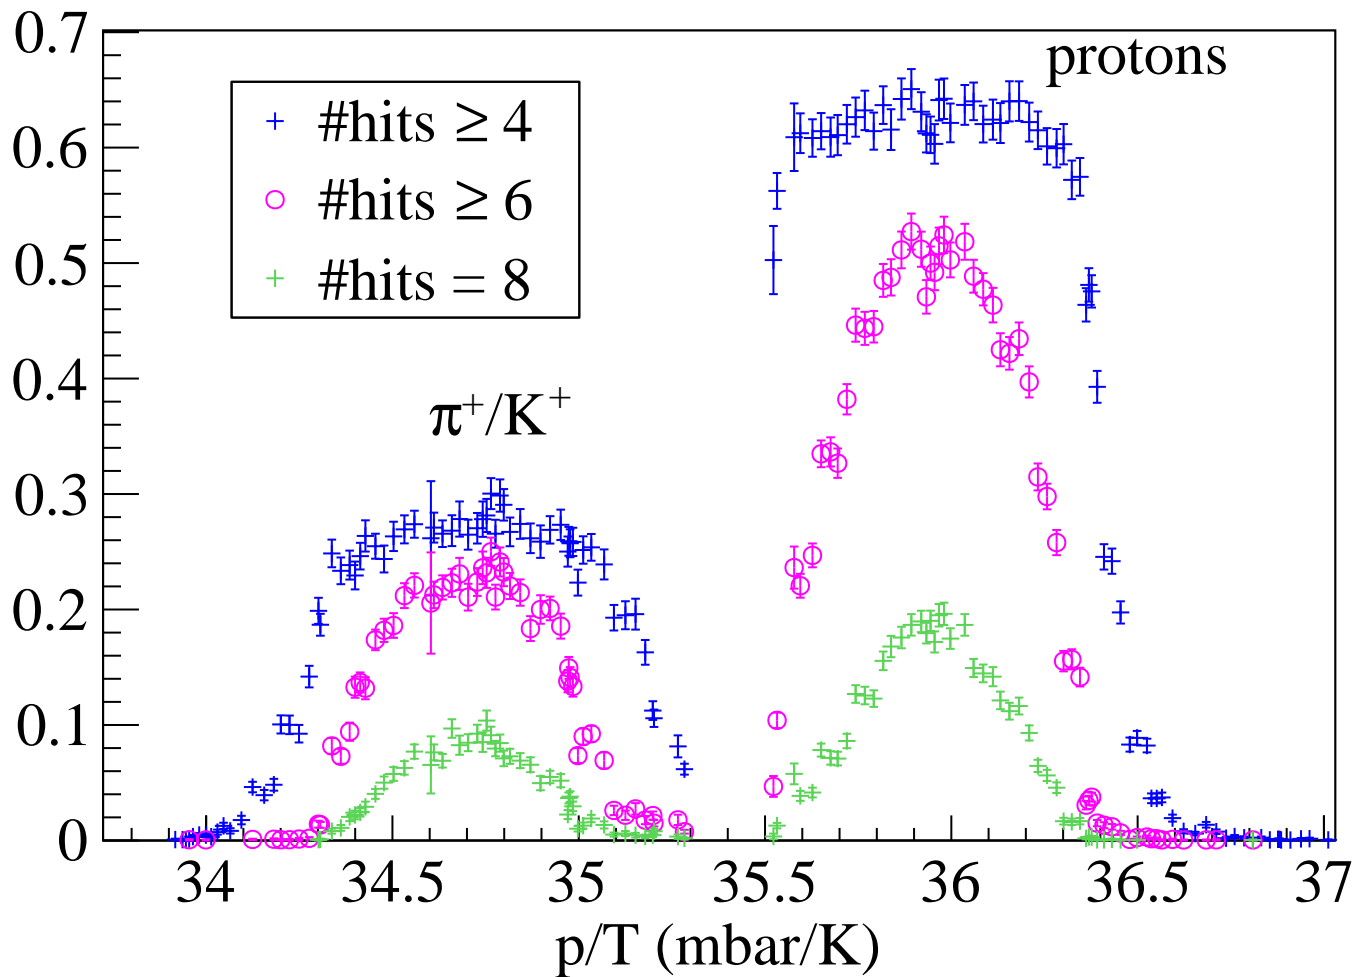 0.7
0.6
0.5
0.4
0.3
0.2
0.1
0
#hits ≥ 4
#hits ≥ 6
#hits = 8
protons
π⁺/K⁺
34 34.5 35 35.5 36 36.5 37
p/T (mbar/K)